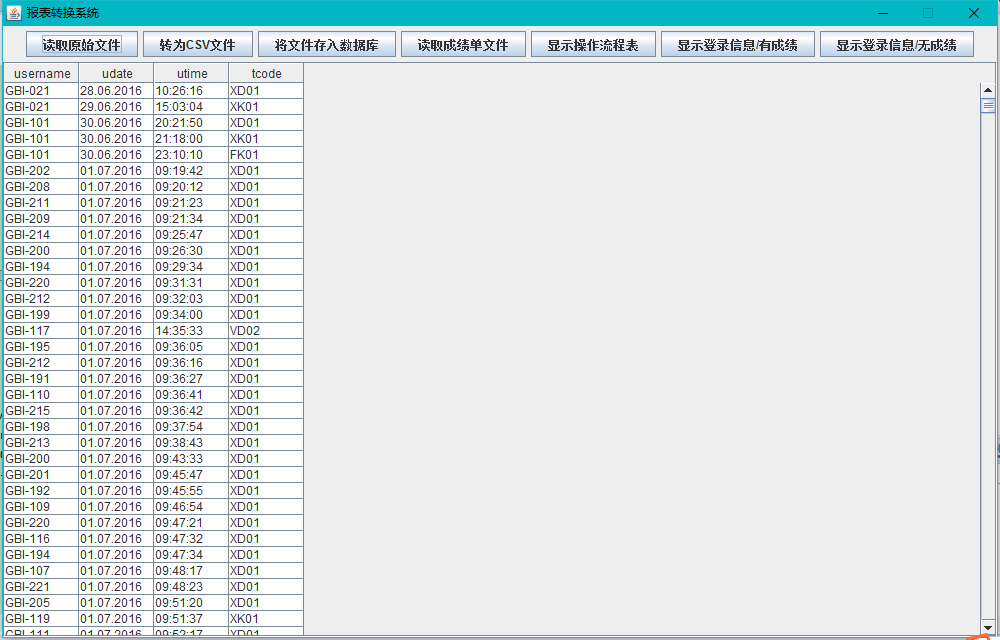 报表转换系统
读取原始文件 转为CSV文件 将文件存入数据库 读取成绩单文件 显示操作流程表 显示登录信息/有成绩 显示登录信息/无成绩
username udate utime tcode
GBI-021 28.06.2016 10:26:16 XD01
GBI-021 29.06.2016 15:03:04 XK01
GBI-101 30.06.2016 20:21:50 XD01
GBI-101 30.06.2016 21:18:00 XK01
GBI-101 30.06.2016 23:10:10 FK01
GBI-202 01.07.2016 09:19:42 XD01
GBI-208 01.07.2016 09:20:12 XD01
GBI-211 01.07.2016 09:21:23 XD01
GBI-209 01.07.2016 09:21:34 XD01
GBI-214 01.07.2016 09:25:47 XD01
GBI-200 01.07.2016 09:26:30 XD01
GBI-194 01.07.2016 09:29:34 XD01
GBI-220 01.07.2016 09:31:31 XD01
GBI-212 01.07.2016 09:32:03 XD01
GBI-199 01.07.2016 09:34:00 XD01
GBI-117 01.07.2016 14:35:33 VD02
GBI-195 01.07.2016 09:36:05 XD01
GBI-212 01.07.2016 09:36:16 XD01
GBI-191 01.07.2016 09:36:27 XD01
GBI-110 01.07.2016 09:36:41 XD01
GBI-215 01.07.2016 09:36:42 XD01
GBI-198 01.07.2016 09:37:54 XD01
GBI-213 01.07.2016 09:38:43 XD01
GBI-200 01.07.2016 09:43:33 XD01
GBI-201 01.07.2016 09:45:47 XD01
GBI-192 01.07.2016 09:45:55 XD01
GBI-109 01.07.2016 09:46:54 XD01
GBI-220 01.07.2016 09:47:21 XD01
GBI-116 01.07.2016 09:47:32 XD01
GBI-194 01.07.2016 09:47:34 XD01
GBI-107 01.07.2016 09:48:17 XD01
GBI-221 01.07.2016 09:48:23 XD01
GBI-205 01.07.2016 09:51:20 XD01
GBI-119 01.07.2016 09:51:37 XK01
GBI-111 01.07.2016 09:52:17 XD01